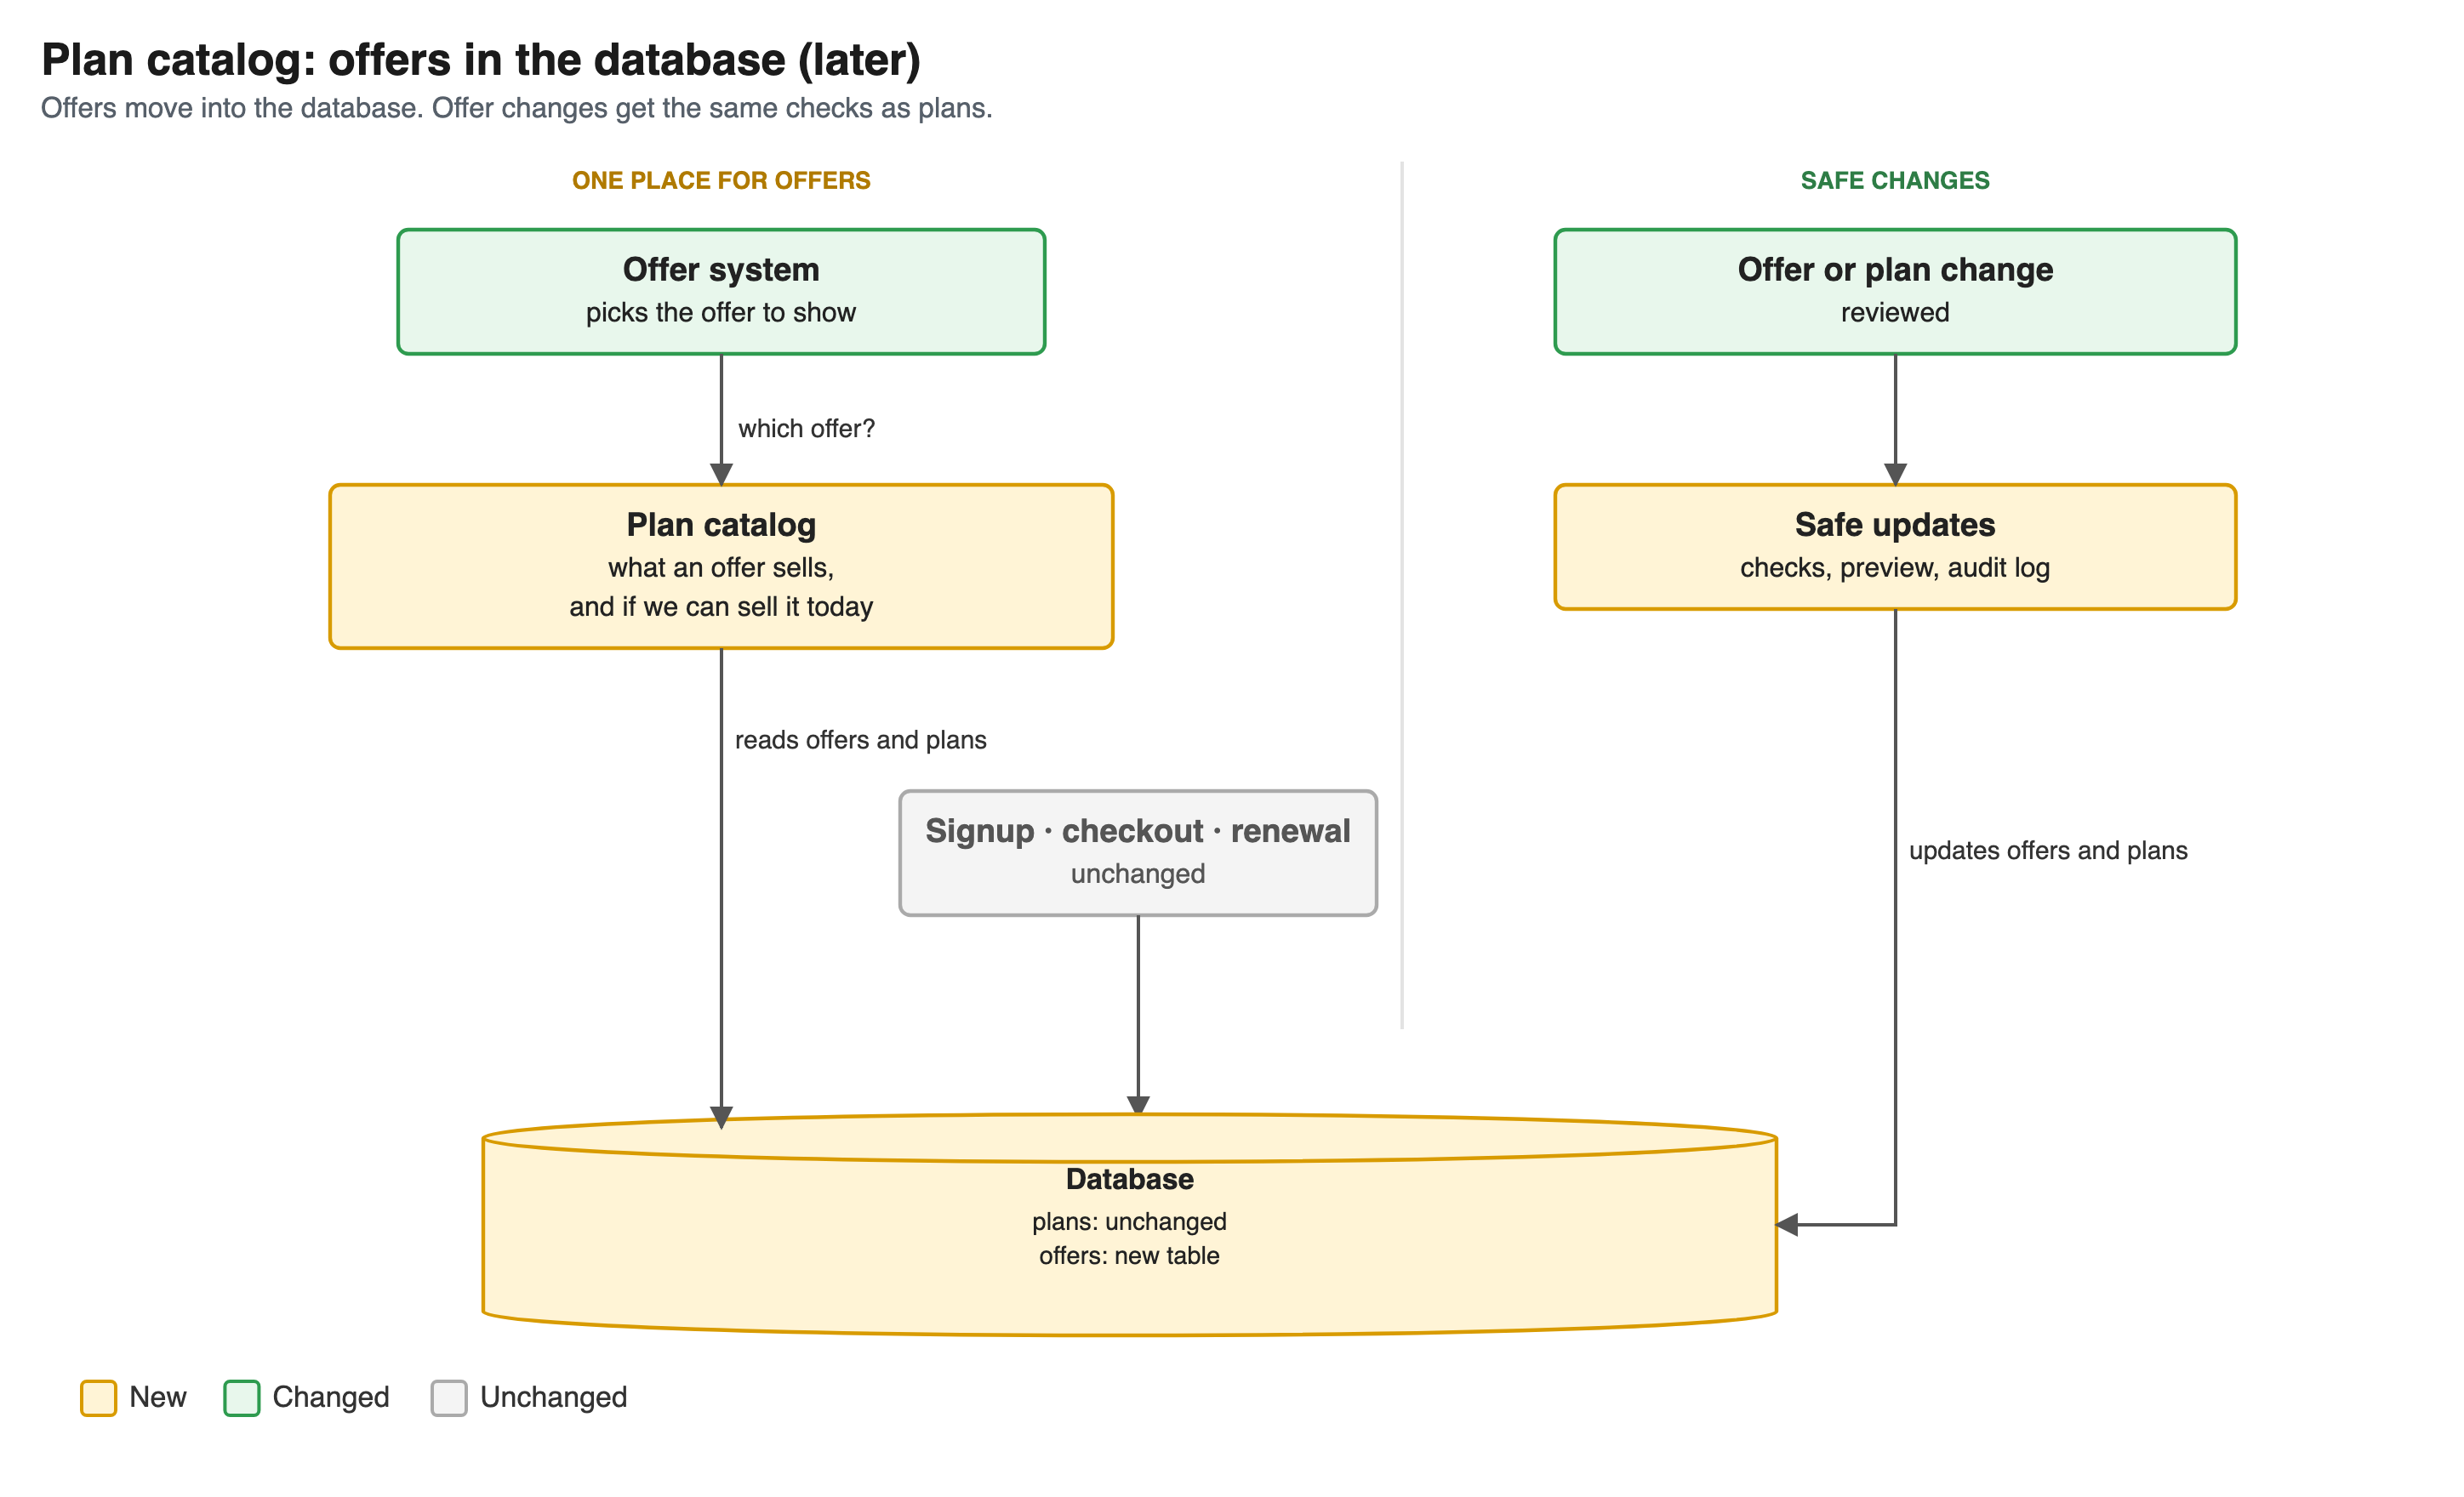 Plan catalog: offers in the database (later)
Offers move into the database. Offer changes get the same checks as plans.
ONE PLACE FOR OFFERS
Offer system
picks the offer to show
which offer?
Plan catalog
what an offer sells,
and if we can sell it today
reads offers and plans
Signup · checkout · renewal
unchanged
SAFE CHANGES
Offer or plan change
reviewed
Safe updates
checks, preview, audit log
updates offers and plans
Database
plans: unchanged
offers: new table
New
Changed
Unchanged